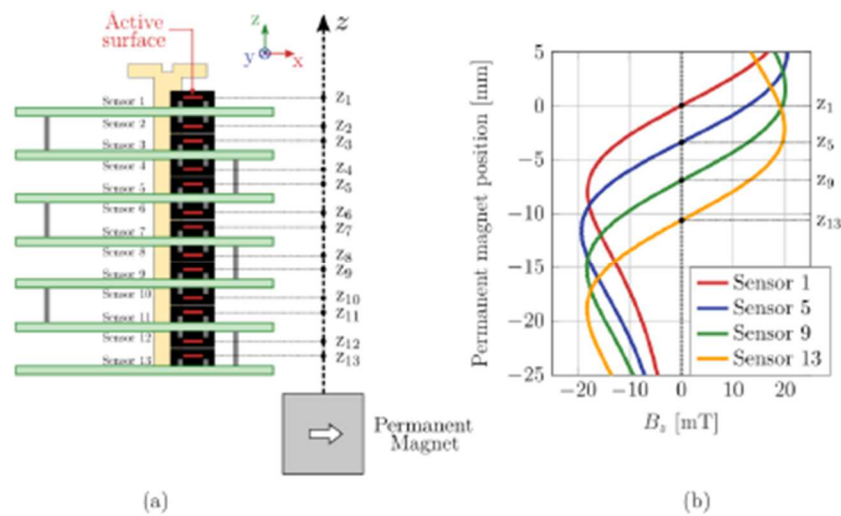 Active
surface
z
y
x
z
Sensor 1
Sensor 2
Sensor 3
Sensor 4
Sensor 5
Sensor 6
Sensor 7
Sensor 8
Sensor 9
Sensor 10
Sensor 11
Sensor 12
Sensor 13
z1
z2
z3
z4
z5
z6
z7
z8
z9
z10
z11
z12
z13
Permanent
Magnet
(a)
Permanent magnet position [mm]
5
0
−5
−10
−15
−20
−25
−20
−10
0
10
20
Bz [mT]
z1
z5
z9
z13
Sensor 1
Sensor 5
Sensor 9
Sensor 13
(b)